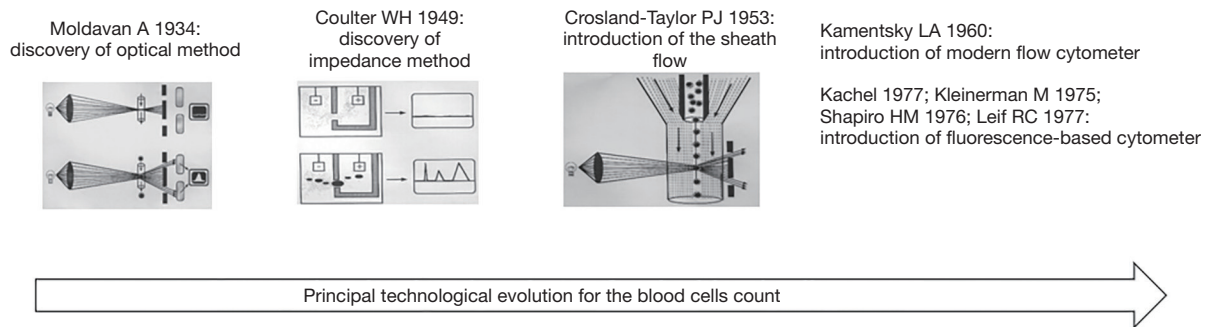 Moldavan A 1934:
discovery of optical method
Coulter WH 1949:
discovery of
impedance method
Crosland-Taylor PJ 1953:
introduction of the sheath
flow
Kamentsky LA 1960:
introduction of modern flow cytometer
Kachel 1977; Kleinerman M 1975;
Shapiro HM 1976; Leif RC 1977:
introduction of fluorescence-based cytometer
Principal technological evolution for the blood cells count